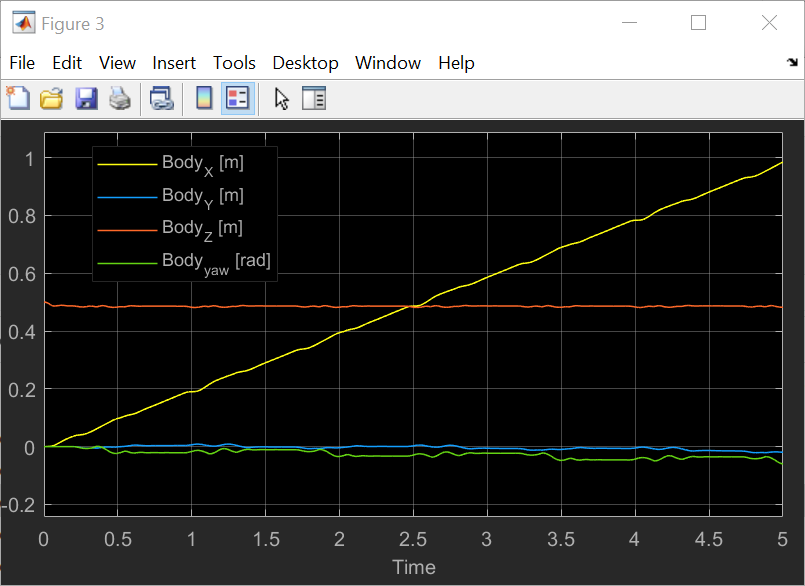 Figure 3
File Edit View Insert Tools Desktop Window Help
Body_X [m]
Body_Y [m]
Body_Z [m]
Body_yaw [rad]
1
0.8
0.6
0.4
0.2
0
-0.2
0 0.5 1 1.5 2 2.5 3 3.5 4 4.5 5
Time